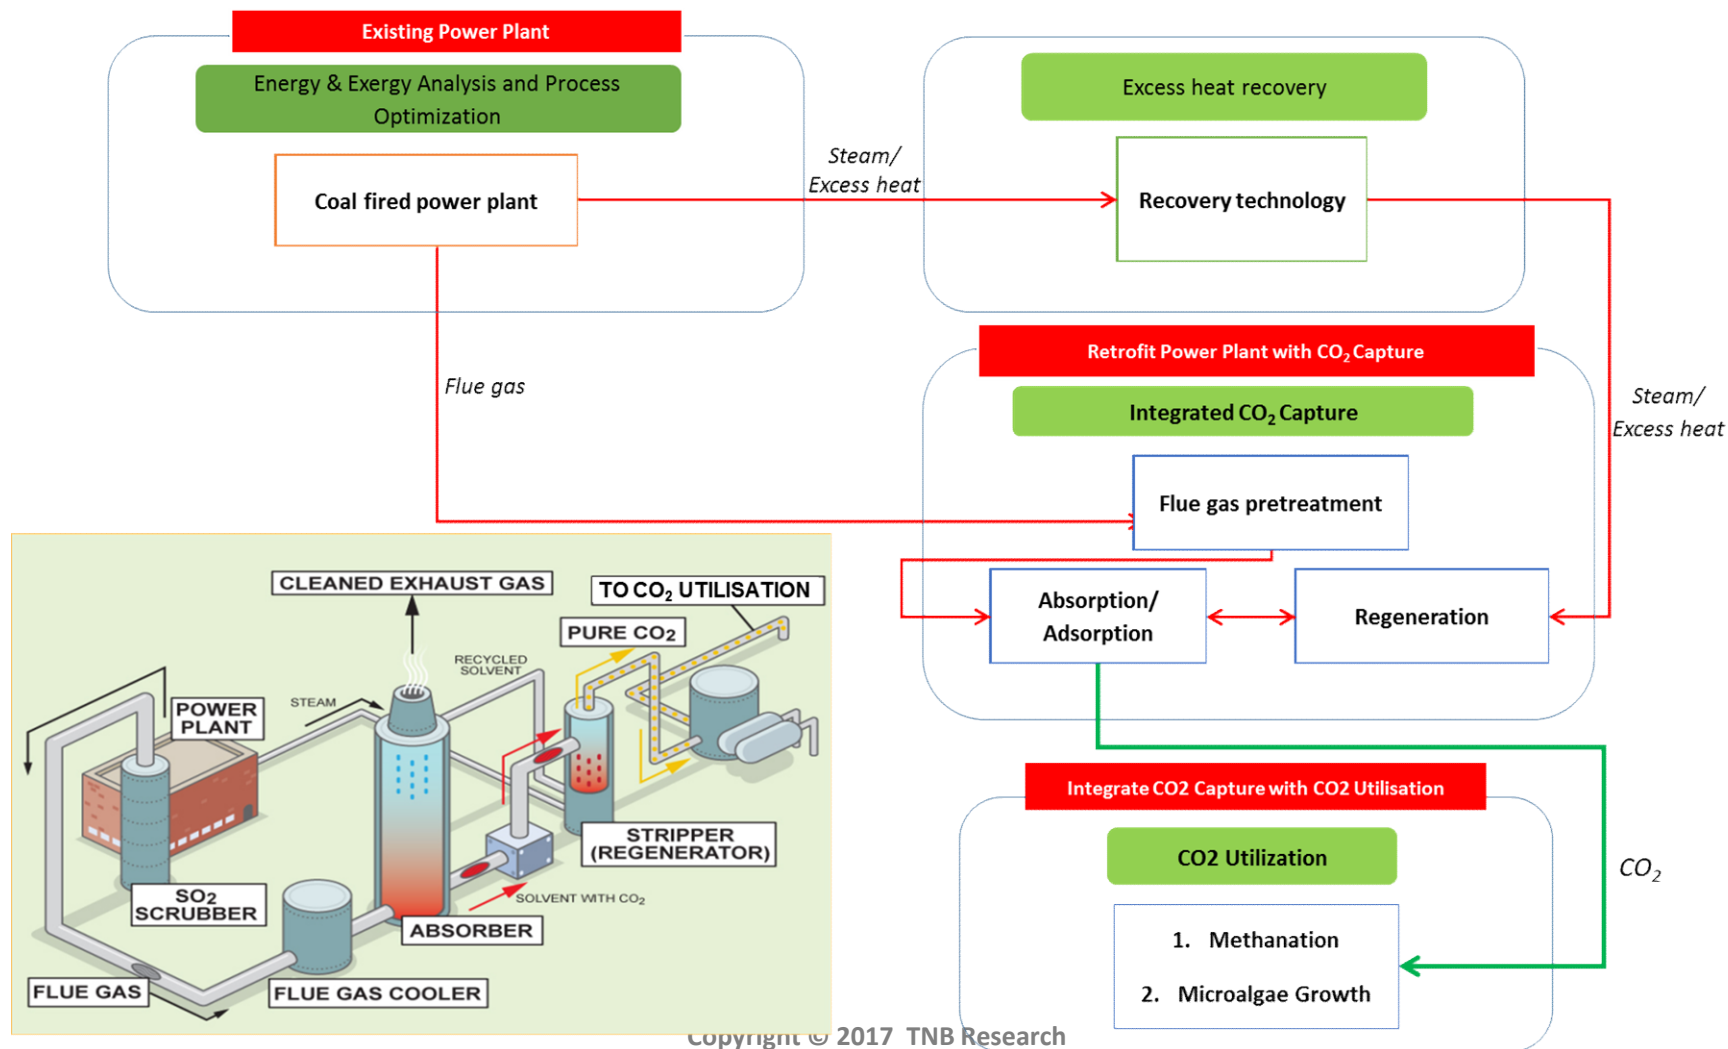 Existing Power Plant
Energy & Exergy Analysis and Process
Optimization
Coal fired power plant
Steam/
Excess heat
Excess heat recovery
Recovery technology
Flue gas
Retrofit Power Plant with CO₂ Capture
Integrated CO₂ Capture
Steam/
Excess heat
Flue gas pretreatment
Absorption/
Adsorption
Regeneration
CLEANED EXHAUST GAS
TO CO₂ UTILISATION
PURE CO₂
RECYCLED
SOLVENT
STEAM
POWER
PLANT
STRIPPER
(REGENERATOR)
SO₂
SCRUBBER
SOLVENT WITH CO₂
ABSORBER
FLUE GAS
FLUE GAS COOLER
Integrate CO2 Capture with CO2 Utilisation
CO2 Utilization
CO₂
1. Methanation
2. Microalgae Growth
Copyright © 2017 TNB Research